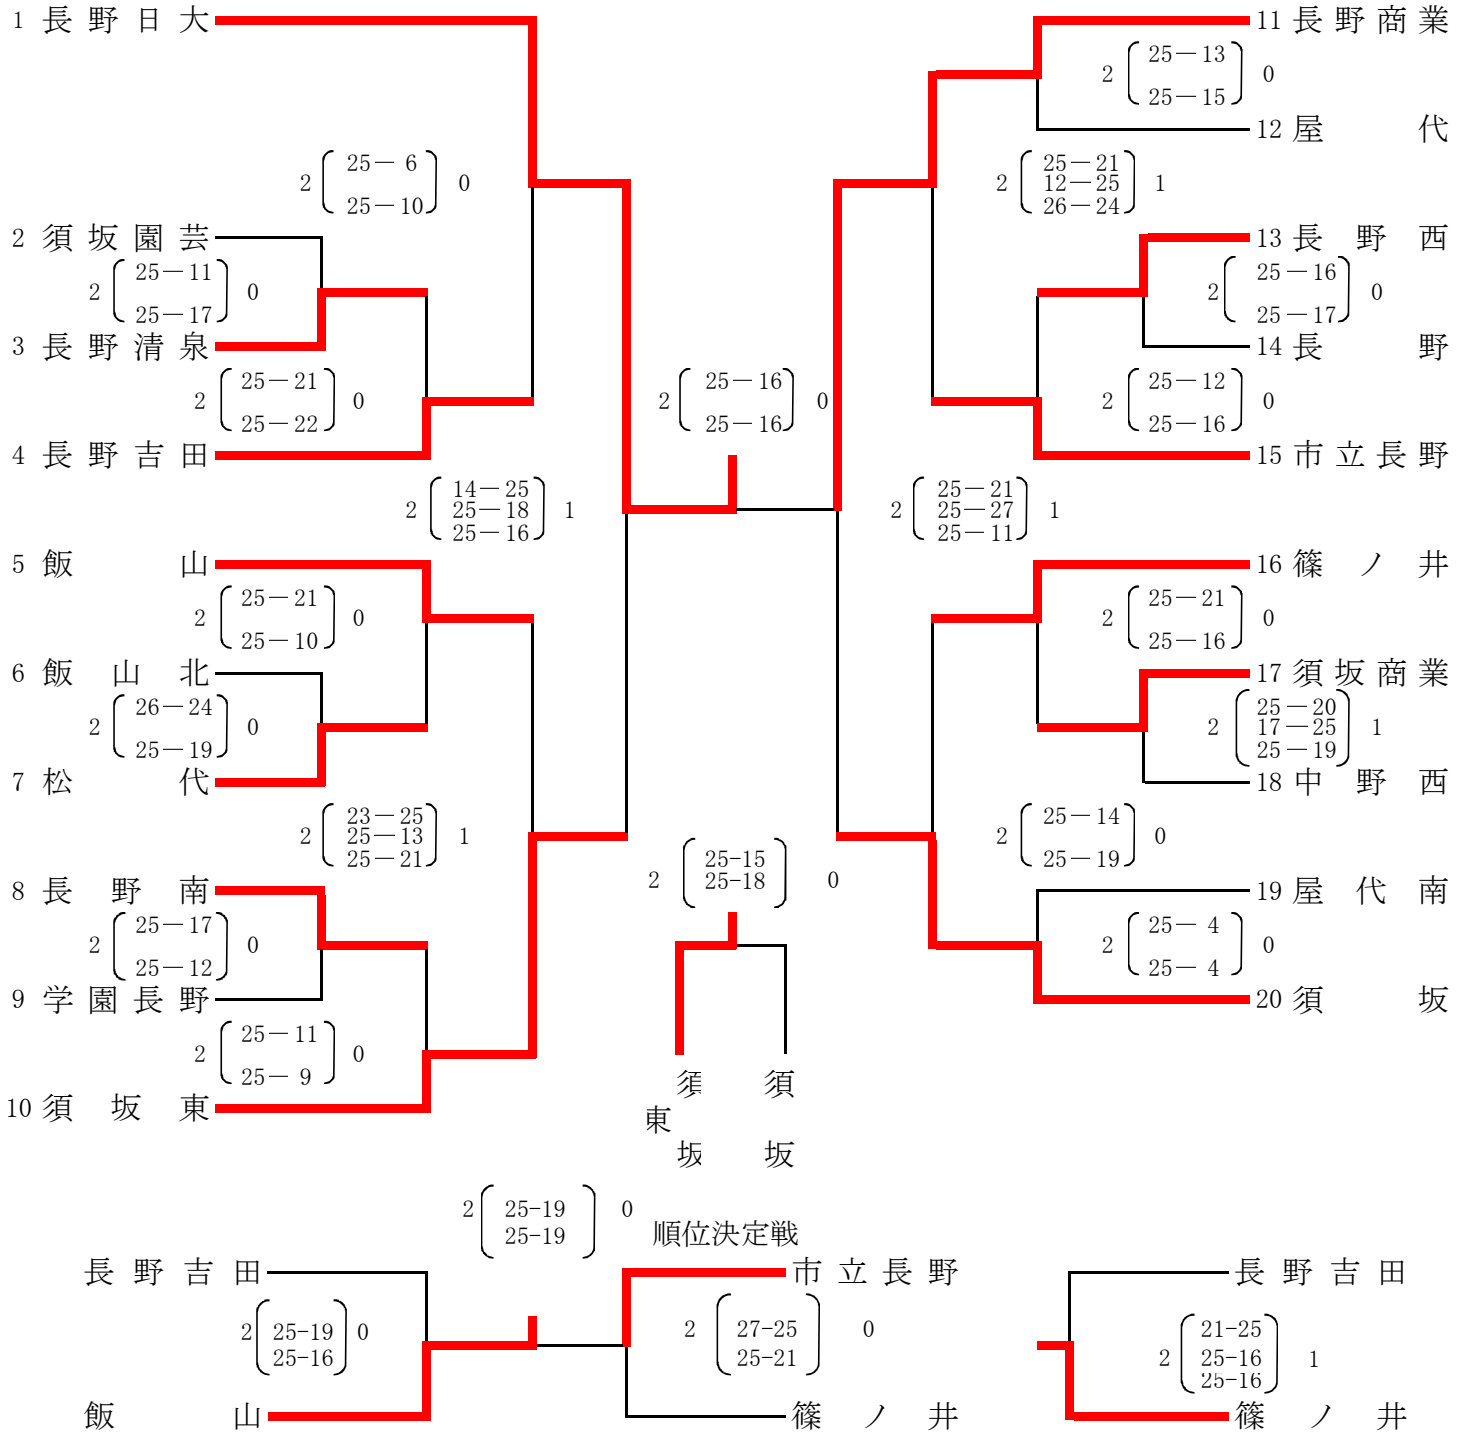 1 長野日大
11 長野商業
2 25－13 0
25－15
12 屋代
2 25－ 6 0
25－10
2 25－21 1
12－25
26－24
2 須坂園芸
13 長野西
2 25－11 0
25－17
2 25－16 0
25－17
3 長野清泉
14 長野
2 25－21 0
25－22
2 25－16 0
25－16
2 25－12 0
25－16
4 長野吉田
15 市立長野
2 14－25 1
25－18
25－16
2 25－21 1
25－27
25－11
5 飯山
16 篠ノ井
2 25－21 0
25－10
2 25－21 0
25－16
6 飯山北
17 須坂商業
2 26－24 0
25－19
2 25－20 1
17－25
25－19
7 松代
18 中野西
2 23－25 1
25－13
25－21
2 25－14 0
25－19
2 25-15 0
25-18
8 長野南
19 屋代南
2 25－17 0
25－12
2 25－ 4 0
25－ 4
9 学園長野
20 須坂
2 25－11 0
25－ 9
10 須坂東
須坂東
須坂
2 25-19 0
25-19
順位決定戦
長野吉田
市立長野
長野吉田
2 25-19 0
25-16
2 27-25 0
25-21
2 21-25 1
25-16
25-16
飯山
篠ノ井
篠ノ井